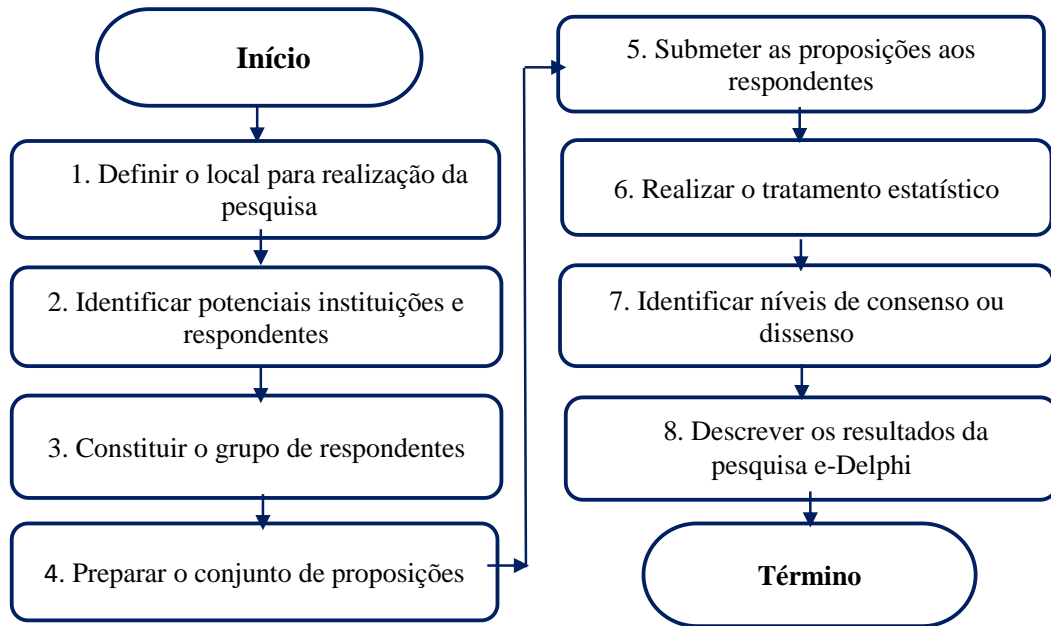 Início
1. Definir o local para realização da
pesquisa
2. Identificar potenciais instituições e
respondentes
3. Constituir o grupo de respondentes
4. Preparar o conjunto de proposições
5. Submeter as proposições aos
respondentes
6. Realizar o tratamento estatístico
7. Identificar níveis de consenso ou
dissenso
8. Descrever os resultados da
pesquisa e-Delphi
Término